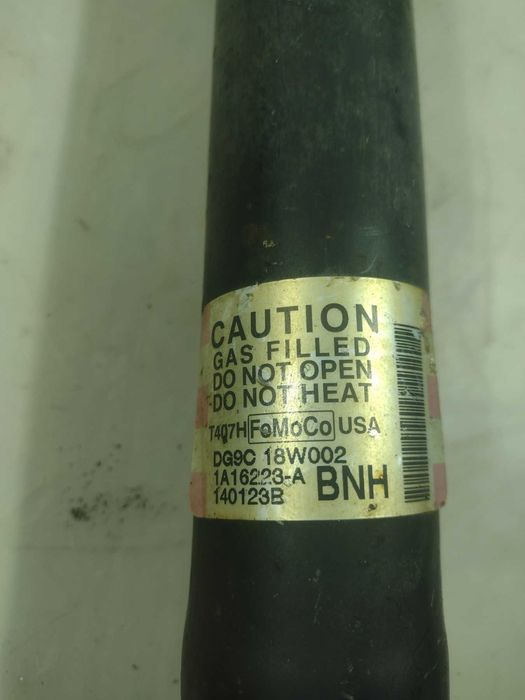 CAUTION
GAS FILLED
DO NOT OPEN
DO NOT HEAT
T407H FoMoCo USA
DG9C 18W002
1A16223-A
140123B BNH